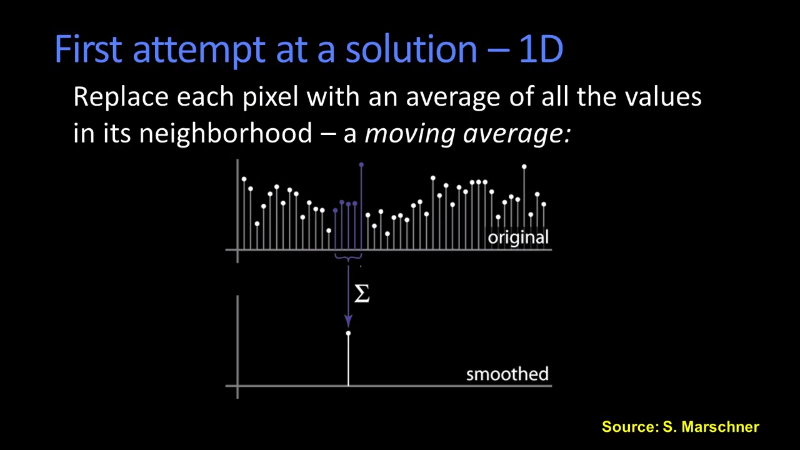 First attempt at a solution – 1D
Replace each pixel with an average of all the values
in its neighborhood – a moving average:
original
Σ
smoothed
Source: S. Marschner